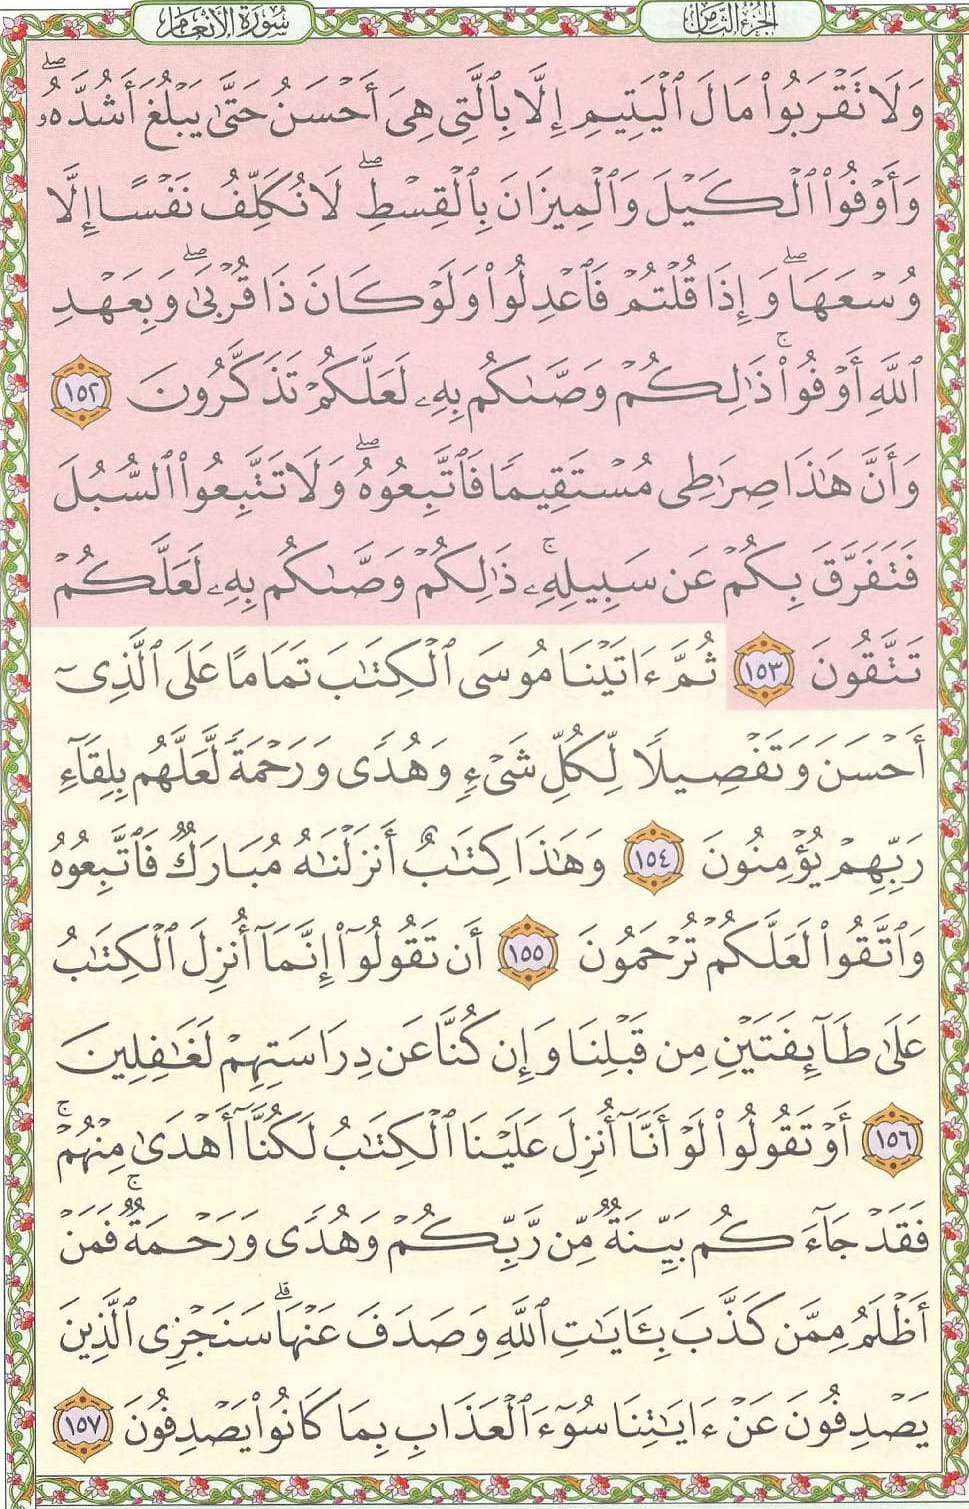 الجزء الثامن
سورة الأنعام
وَلَا تَقْرَبُوا۟ مَالَ ٱلْيَتِيمِ إِلَّا بِٱلَّتِى هِىَ أَحْسَنُ حَتَّىٰ يَبْلُغَ أَشُدَّهُۥ ۖ
وَأَوْفُوا۟ ٱلْكَيْلَ وَٱلْمِيزَانَ بِٱلْقِسْطِ ۖ لَا نُكَلِّفُ نَفْسًا إِلَّا
وُسْعَهَا ۖ وَإِذَا قُلْتُمْ فَٱعْدِلُوا۟ وَلَوْ كَانَ ذَا قُرْبَىٰ ۖ وَبِعَهْدِ
ٱللَّهِ أَوْفُوا۟ ۚ ذَٰلِكُمْ وَصَّىٰكُم بِهِۦ لَعَلَّكُمْ تَذَكَّرُونَ ١٥٢
وَأَنَّ هَٰذَا صِرَٰطِى مُسْتَقِيمًا فَٱتَّبِعُوهُ ۖ وَلَا تَتَّبِعُوا۟ ٱلسُّبُلَ
فَتَفَرَّقَ بِكُمْ عَن سَبِيلِهِۦ ۚ ذَٰلِكُمْ وَصَّىٰكُم بِهِۦ لَعَلَّكُمْ
تَتَّقُونَ ١٥٣ ثُمَّ ءَاتَيْنَا مُوسَى ٱلْكِتَٰبَ تَمَامًا عَلَى ٱلَّذِىٓ
أَحْسَنَ وَتَفْصِيلًا لِّكُلِّ شَىْءٍ وَهُدًى وَرَحْمَةً لَّعَلَّهُم بِلِقَآءِ
رَبِّهِمْ يُؤْمِنُونَ ١٥٤ وَهَٰذَا كِتَٰبٌ أَنزَلْنَٰهُ مُبَارَكٌ فَٱتَّبِعُوهُ
وَٱتَّقُوا۟ لَعَلَّكُمْ تُرْحَمُونَ ١٥٥ أَن تَقُولُوٓا۟ إِنَّمَآ أُنزِلَ ٱلْكِتَٰبُ
عَلَىٰ طَآئِفَتَيْنِ مِن قَبْلِنَا وَإِن كُنَّا عَن دِرَاسَتِهِمْ لَغَٰفِلِينَ
١٥٦ أَوْ تَقُولُوا۟ لَوْ أَنَّآ أُنزِلَ عَلَيْنَا ٱلْكِتَٰبُ لَكُنَّآ أَهْدَىٰ مِنْهُمْ ۚ
فَقَدْ جَآءَكُم بَيِّنَةٌ مِّن رَّبِّكُمْ وَهُدًى وَرَحْمَةٌ ۚ فَمَنْ
أَظْلَمُ مِمَّن كَذَّبَ بِـَٔايَٰتِ ٱللَّهِ وَصَدَفَ عَنْهَا ۗ سَنَجْزِى ٱلَّذِينَ
يَصْدِفُونَ عَنْ ءَايَٰتِنَا سُوٓءَ ٱلْعَذَابِ بِمَا كَانُوا۟ يَصْدِفُونَ ١٥٧